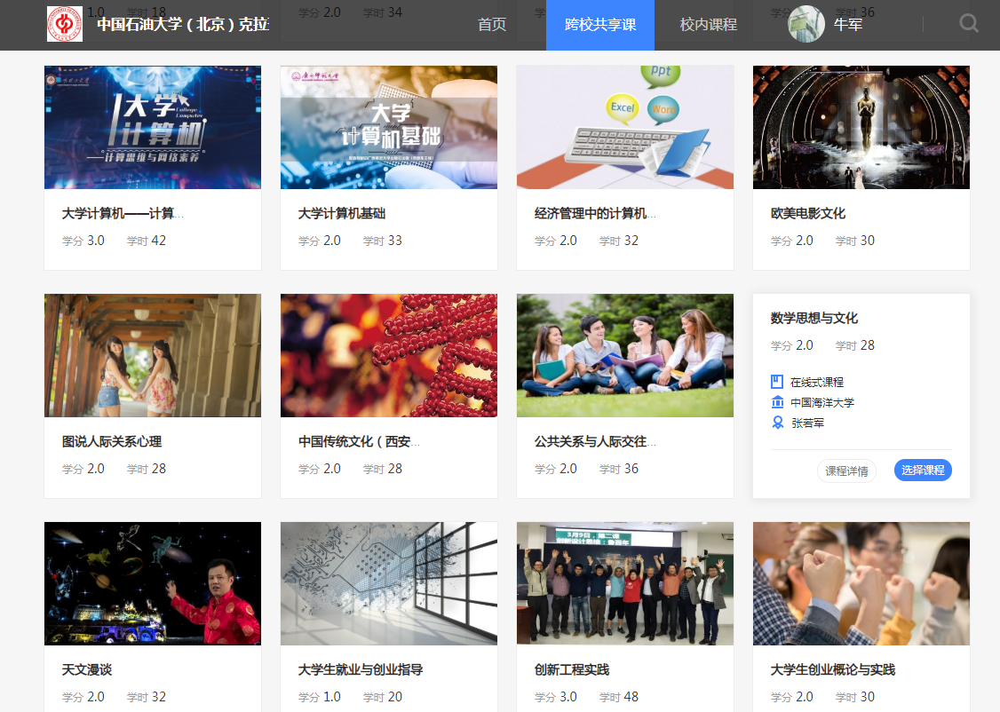 1.0 18
学分 2.0 学时 34
36
中国石油大学（北京）克拉
首页
跨校共享课
校内课程
牛军
大学
College Computer
计算机
——计算思维与网络素养
大学
计算机基础
ppt
Excel
Word
大学计算机——计算...
学分 3.0 学时 42
大学计算机基础
学分 2.0 学时 33
经济管理中的计算机...
学分 2.0 学时 32
欧美电影文化
学分 2.0 学时 30
图说人际关系心理
学分 2.0 学时 28
中国传统文化（西安...
学分 2.0 学时 28
公共关系与人际交往...
学分 2.0 学时 36
数学思想与文化
学分 2.0 学时 28
在线式课程
中国海洋大学
张若军
课程详情
选择课程
3月9日，第二课
创新设计思维：鲁百年
天文漫谈
学分 2.0 学时 32
大学生就业与创业指导
学分 1.0 学时 20
创新工程实践
学分 3.0 学时 48
大学生创业概论与实践
学分 2.0 学时 30